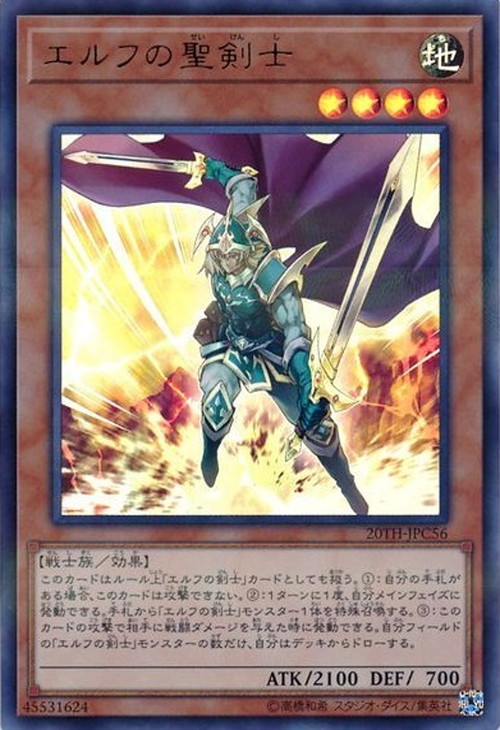 エルフの聖剣士
地
20TH-JPC56
【戦士族/効果】
このカードはルール上「エルフの剣士」カードとしても扱う。①:自分の手札が
ある場合、このカードは攻撃できない。②:1ターンに1度、自分メインフェイズに
発動できる。手札から「エルフの剣士」モンスター1体を特殊召喚する。③:この
カードの攻撃で相手に戦闘ダメージを与えた時に発動できる。自分フィールド
の「エルフの剣士」モンスターの数だけ、自分はデッキからドローする。
ATK/2100 DEF/ 700
45531624
©高橋和希 スタジオ・ダイス/集英社